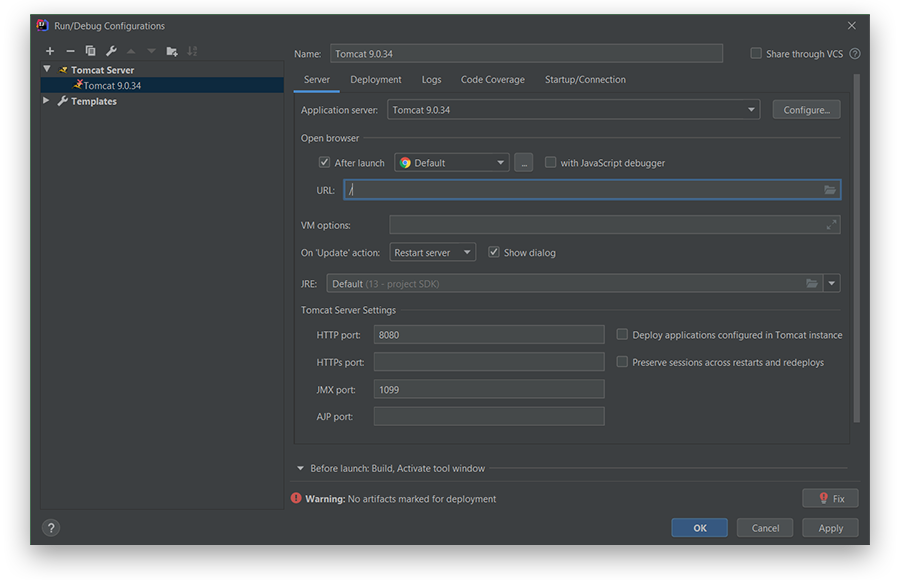 Run/Debug Configurations
Name: Tomcat 9.0.34 Share through VCS
Tomcat Server
Tomcat 9.0.34
Templates
Server Deployment Logs Code Coverage Startup/Connection
Application server: Tomcat 9.0.34 Configure...
Open browser
After launch Default ... with JavaScript debugger
URL: /
VM options:
On 'Update' action: Restart server Show dialog
JRE: Default (13 - project SDK)
Tomcat Server Settings
HTTP port: 8080 Deploy applications configured in Tomcat instance
HTTPs port: Preserve sessions across restarts and redeploys
JMX port: 1099
AJP port:
Before launch: Build, Activate tool window
Warning: No artifacts marked for deployment Fix
? OK Cancel Apply